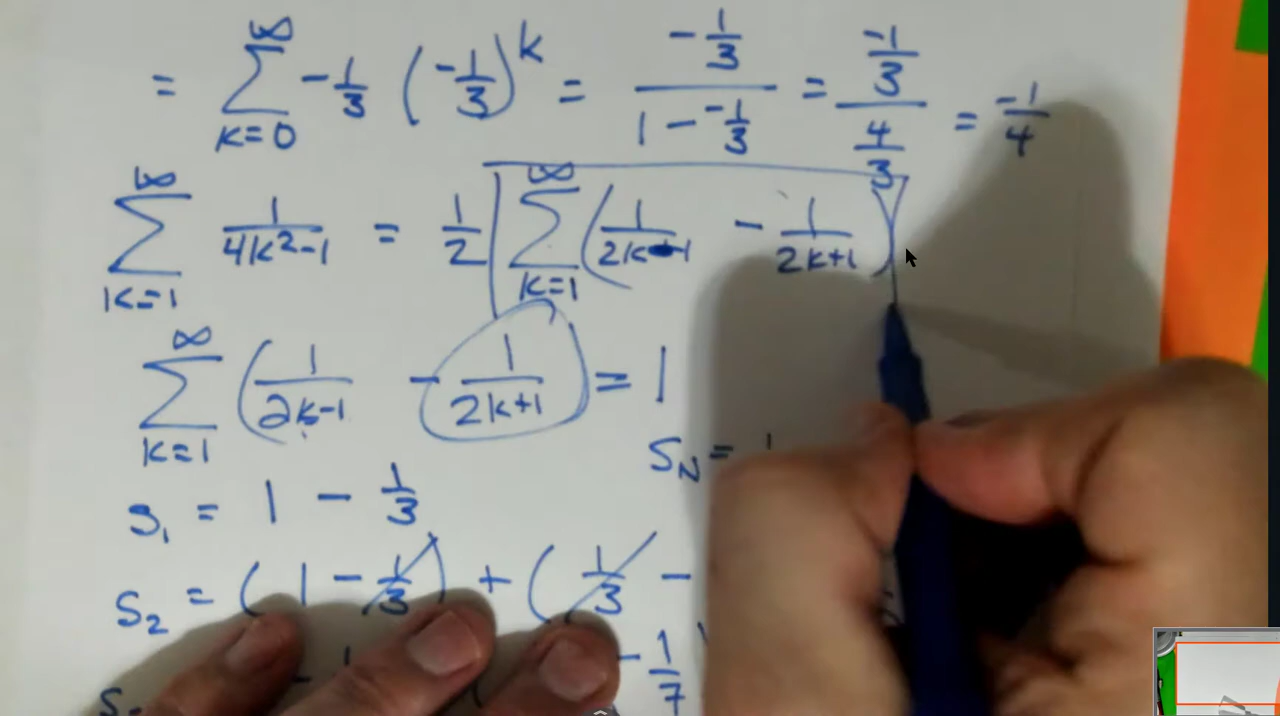 = ∑_{k=0}^{∞} -1/3 (-1/3)^k = (-1/3)/(1 - -1/3) = (-1/3)/(4/3) = -1/4
∑_{k=1}^{∞} 1/(4k²-1) = 1/2 ∑_{k=1}^{∞} (1/(2k-1) - 1/(2k+1))
∑_{k=1}^{∞} (1/(2k-1) - 1/(2k+1)) = 1
S_N =
S_1 = 1 - 1/3
S_2 = (1 - 1/3) + (1/3 -
- 1/7